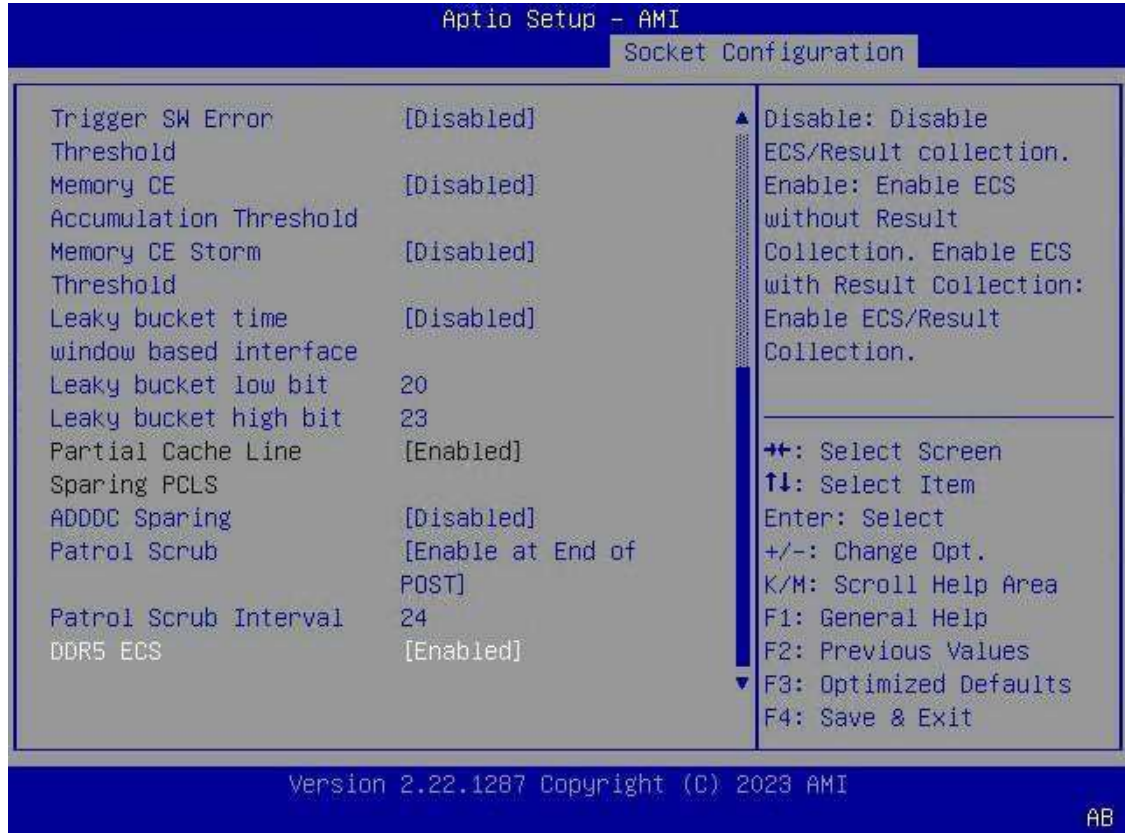 Aptio Setup – AMI
Socket Configuration
Trigger SW Error [Disabled]
Threshold
Memory CE [Disabled]
Accumulation Threshold
Memory CE Storm [Disabled]
Threshold
Leaky bucket time [Disabled]
window based interface
Leaky bucket low bit 20
Leaky bucket high bit 23
Partial Cache Line [Enabled]
Sparing PCLS
ADDDC Sparing [Disabled]
Patrol Scrub [Enable at End of
POST]
Patrol Scrub Interval 24
DDR5 ECS [Enabled]
Disable: Disable
ECS/Result collection.
Enable: Enable ECS
without Result
Collection. Enable ECS
with Result Collection:
Enable ECS/Result
Collection.
→←: Select Screen
↑↓: Select Item
Enter: Select
+/-: Change Opt.
K/M: Scroll Help Area
F1: General Help
F2: Previous Values
F3: Optimized Defaults
F4: Save & Exit
Version 2.22.1287 Copyright (C) 2023 AMI
AB